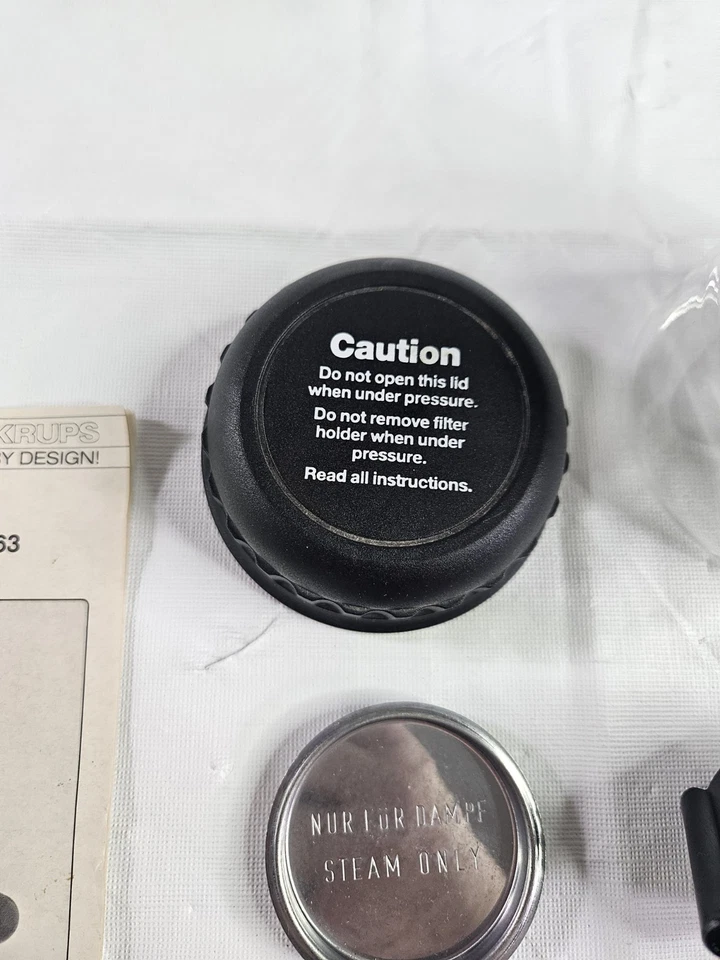 Caution
Do not open this lid
when under pressure.
Do not remove filter
holder when under
pressure.
Read all instructions.
KRUPS
BY DESIGN!
63
NUR FÜR DAMPF
STEAM ONLY